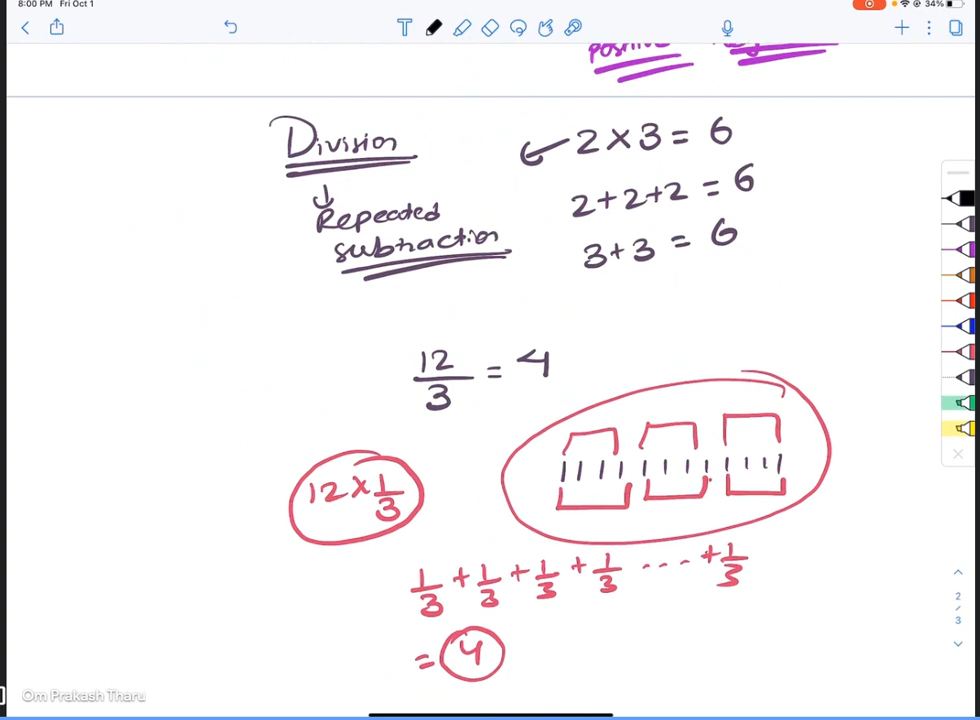 8:00 PM Fri Oct 1
34%
positive
Division
Repeated
subtraction
2 × 3 = 6
2 + 2 + 2 = 6
3 + 3 = 6
12/3 = 4
12 × 1/3
1/3 + 1/3 + 1/3 + 1/3 ... + 1/3
= 4
2
/
3
Om Prakash Tharu